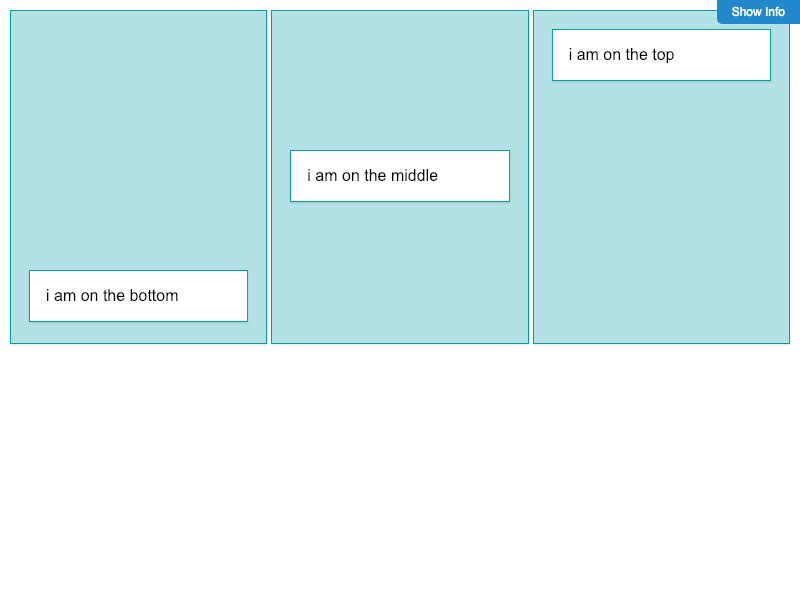 Show Info
i am on the top
i am on the middle
i am on the bottom